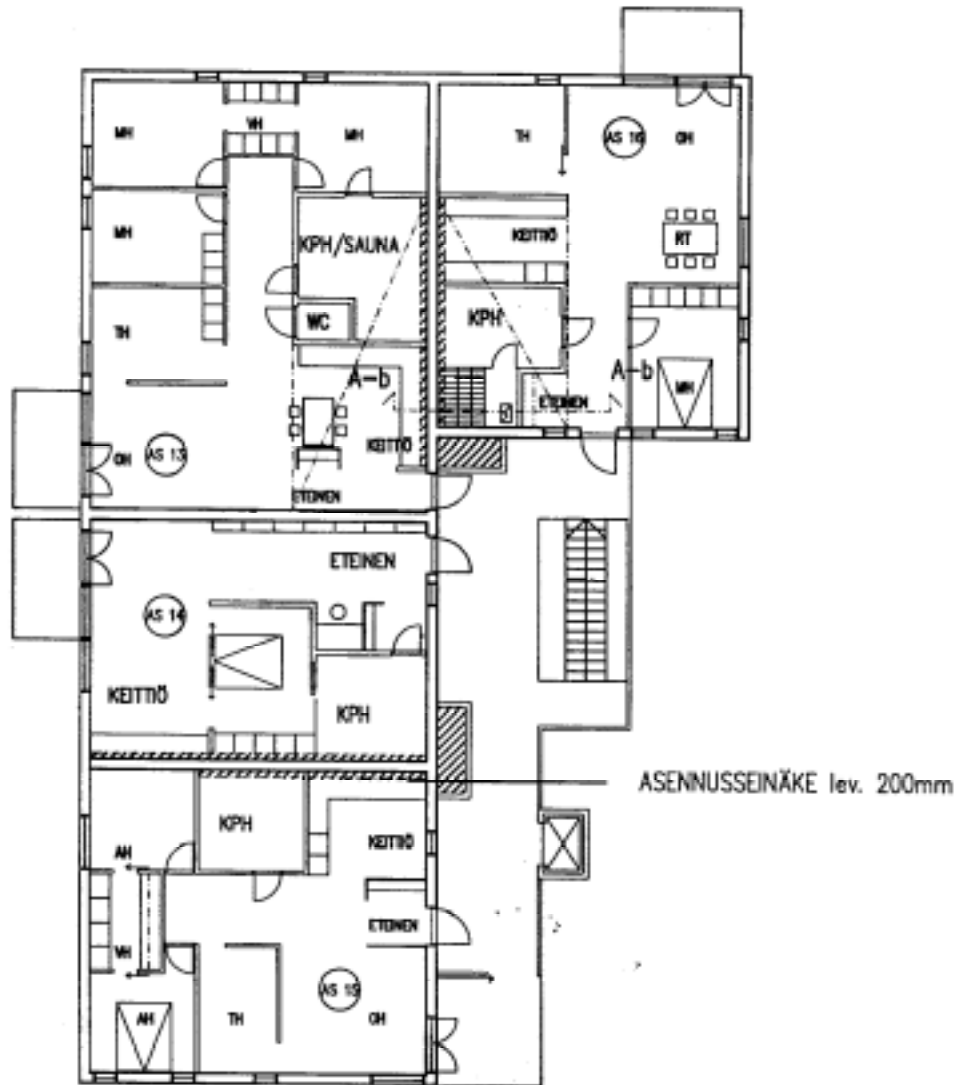 MH
VH
MH
TH
AS 16
OH
MH
KPH/SAUNA
KEITTIÖ
RT
TH
WC
KPH
A-b
A-b
ETEINEN
MH
OH
AS 13
KEITTIÖ
ETEINEN
ETEINEN
AS 14
KEITTIÖ
KPH
ASENNUSSEINÄKE lev. 200mm
KPH
KEITTIÖ
AH
ETEINEN
VH
AS 15
AH
TH
OH